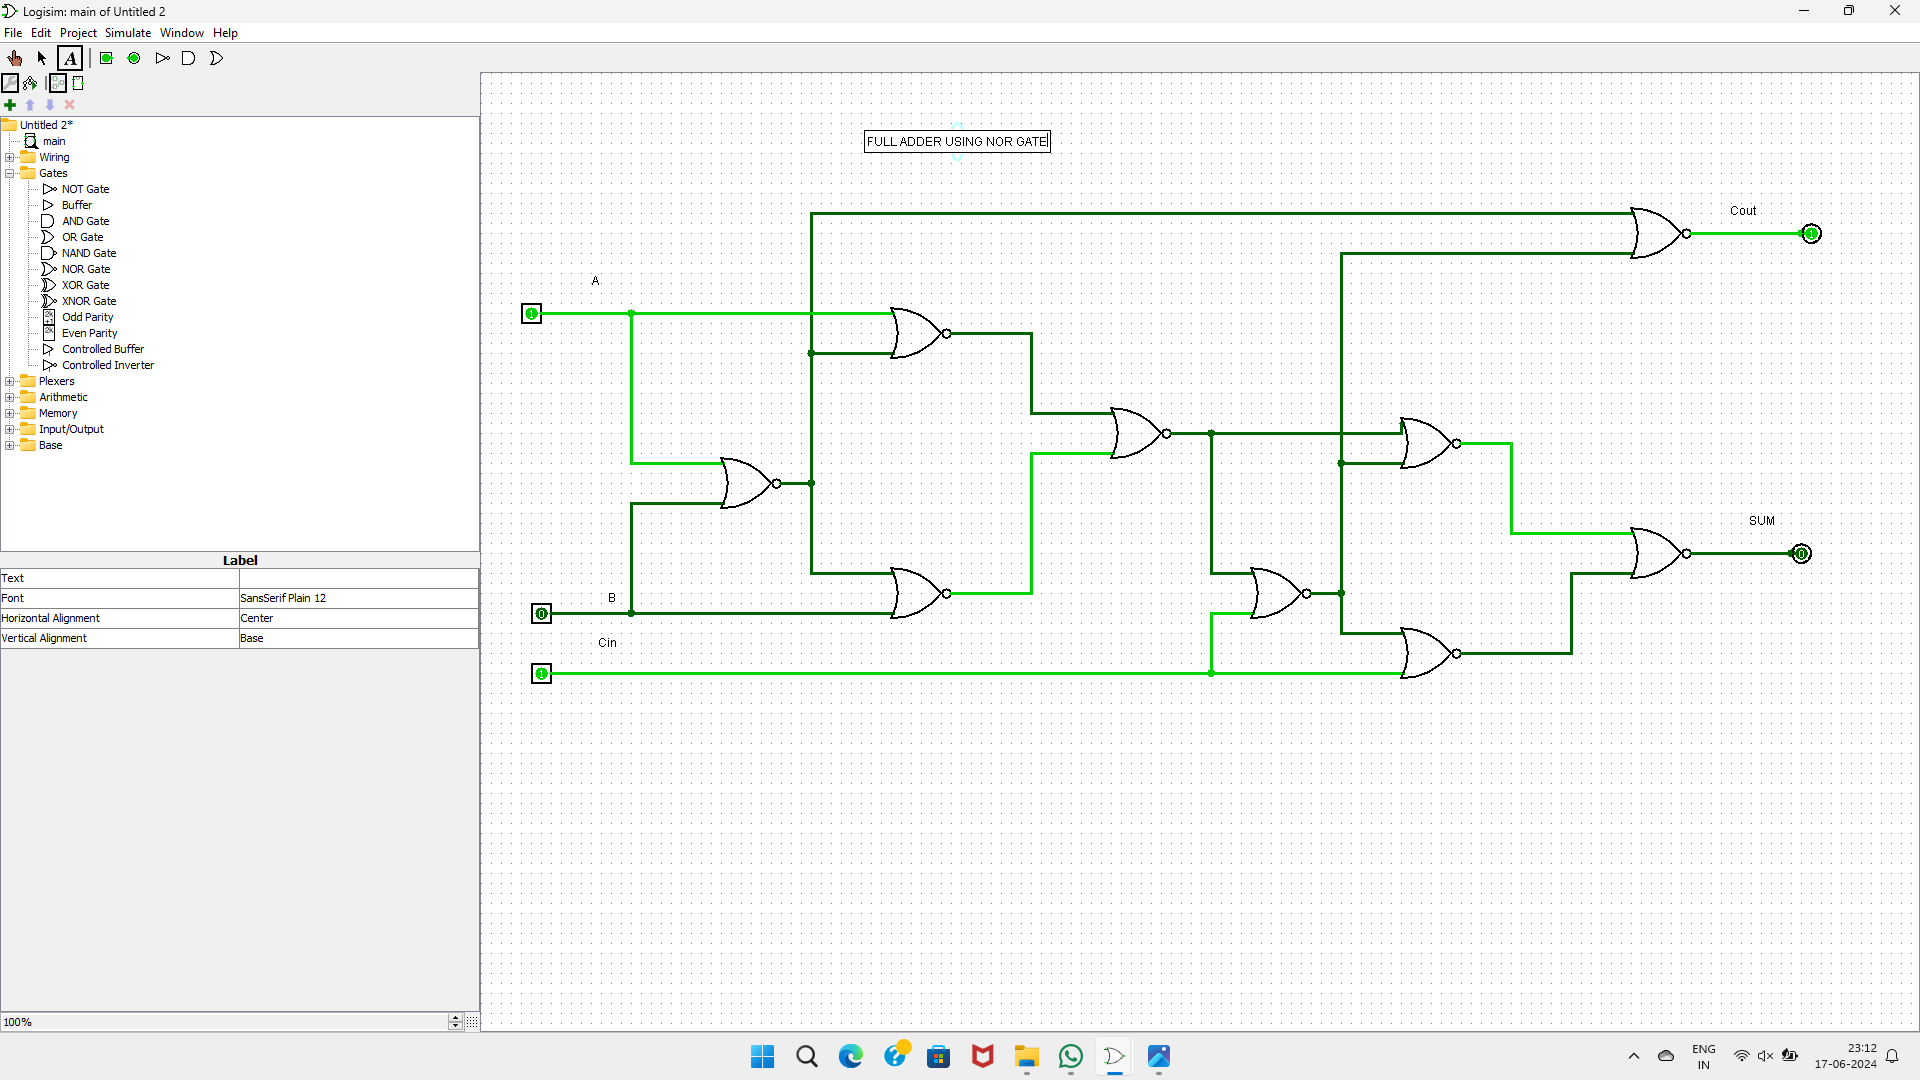 Logisim: main of Untitled 2
File Edit Project Simulate Window Help
A
Untitled 2*
main
Wiring
Gates
NOT Gate
Buffer
AND Gate
OR Gate
NAND Gate
NOR Gate
XOR Gate
XNOR Gate
Odd Parity
Even Parity
Controlled Buffer
Controlled Inverter
Plexers
Arithmetic
Memory
Input/Output
Base
Label
Text
Font SansSerif Plain 12
Horizontal Alignment Center
Vertical Alignment Base
100%
FULL ADDER USING NOR GATE
Cout
1
A
1
SUM
0
B
0
Cin
1
ENG
IN
23:12
17-06-2024